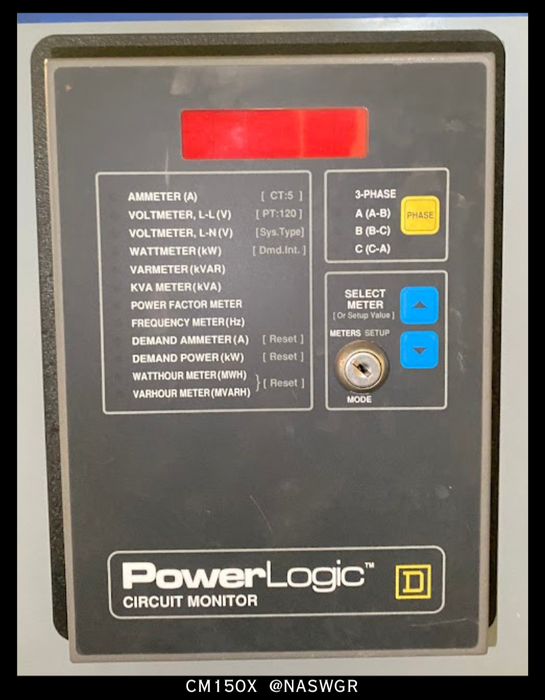 AMMETER (A) [ CT:5 ]
VOLTMETER, L-L (V) [ PT:120 ]
VOLTMETER, L-N (V) [Sys.Type]
WATTMETER (kW) [ Dmd.Int. ]
VARMETER (kVAR)
KVA METER (kVA)
POWER FACTOR METER
FREQUENCY METER (Hz)
DEMAND AMMETER (A) [ Reset ]
DEMAND POWER (kW) [ Reset ]
WATTHOUR METER (MWH)
VARHOUR METER (MVARH) } [ Reset ]
3-PHASE
A (A-B)
B (B-C)
C (C-A)
PHASE
SELECT
METER
[ Or Setup Value ]
METERS SETUP
MODE
PowerLogic™
CIRCUIT MONITOR
D
CM150X @NASWGR